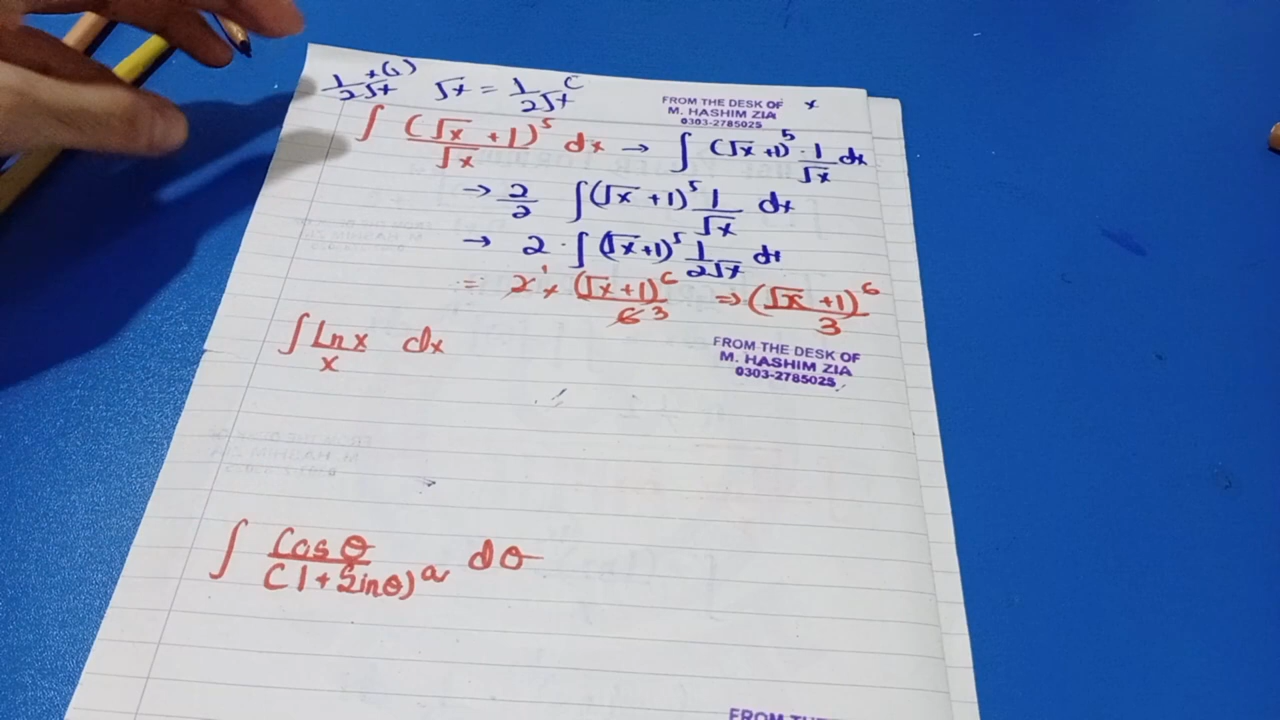 1/2√x x(1) √x = 1/2√x
FROM THE DESK OF
M. HASHIM ZIA
0303-2785025
x
∫ (√x + 1)^5/√x dx → ∫ (√x + 1)^5 · 1/√x dx
→ 2/2 ∫ (√x + 1)^5 1/√x dx
→ 2 · ∫ (√x + 1)^5 1/2√x dx
= 2 1 x (√x + 1)^6/6 3 ⇒ (√x + 1)^6/3
∫ Ln x/x dx
FROM THE DESK OF
M. HASHIM ZIA
0303-2785025
∫ Cos θ/(1 + Sin θ)^a dθ